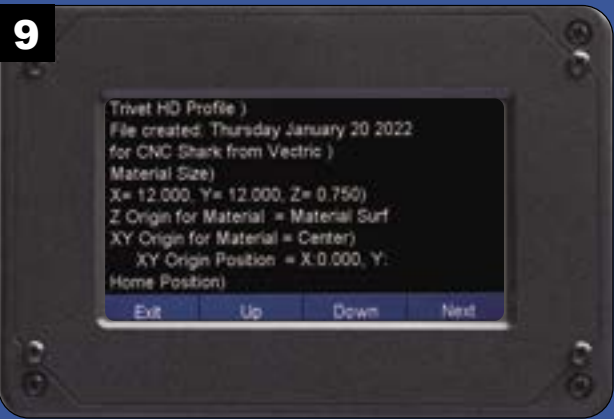 9
Trivet HD Profile )
File created: Thursday January 20 2022
for CNC Shark from Vectric )
Material Size)
X= 12.000, Y= 12.000, Z= 0.750)
Z Origin for Material = Material Surf
XY Origin for Material = Center)
XY Origin Position = X:0.000, Y:
Home Position)
Exit Up Down Next